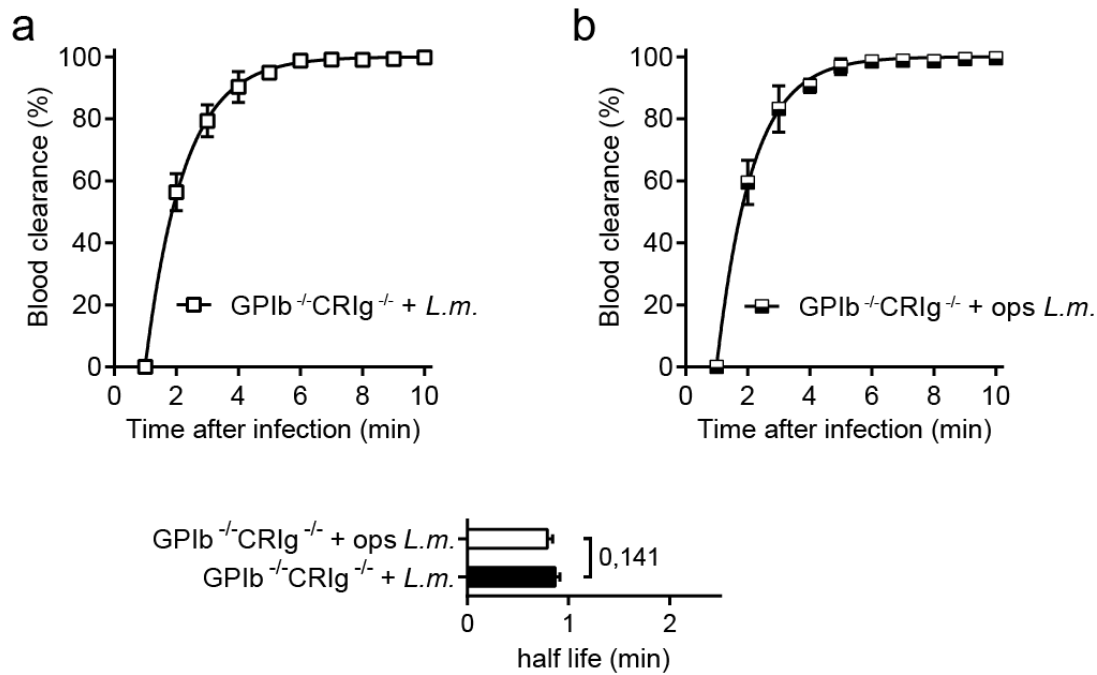 a
Blood clearance (%)
100
80
60
40
20
0
GPIb -/-CRIg -/- + L.m.
0 2 4 6 8 10
Time after infection (min)
b
Blood clearance (%)
100
80
60
40
20
0
GPIb -/-CRIg -/- + ops L.m.
0 2 4 6 8 10
Time after infection (min)
GPIb -/-CRIg -/- + ops L.m.
GPIb -/-CRIg -/- + L.m.
0,141
0 1 2
half life (min)